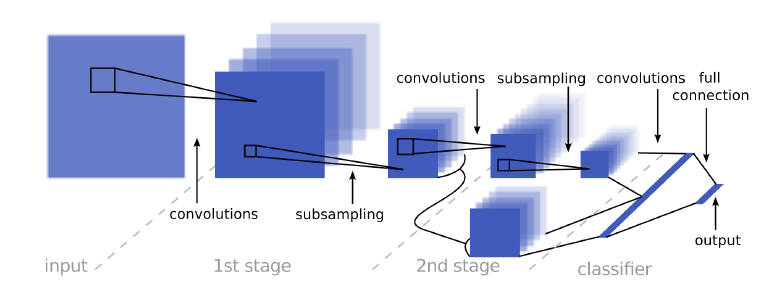 convolutions
subsampling
convolutions
full
connection
convolutions
subsampling
output
input
1st stage
2nd stage
classifier